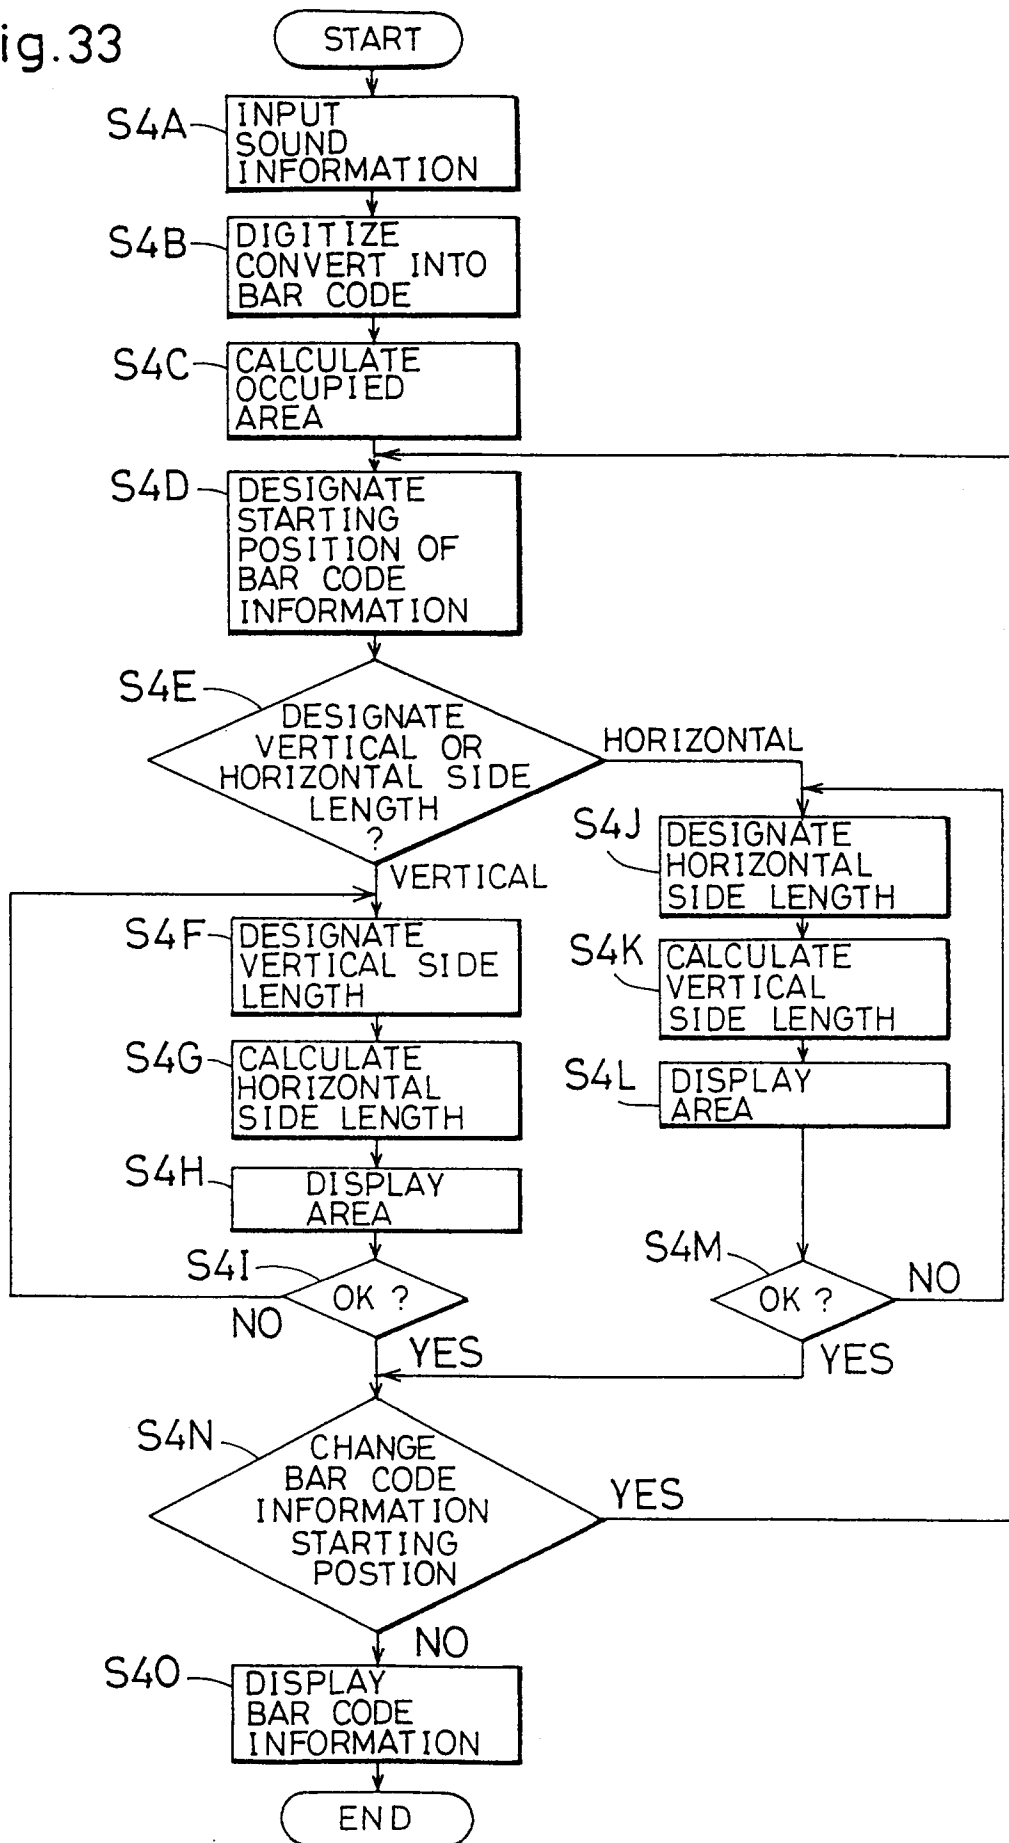 ig.33
START
S4A
INPUT
SOUND
INFORMATION
S4B
DIGITIZE
CONVERT INTO
BAR CODE
S4C
CALCULATE
OCCUPIED
AREA
S4D
DESIGNATE
STARTING
POSITION OF
BAR CODE
INFORMATION
S4E
DESIGNATE
VERTICAL OR
HORIZONTAL SIDE
LENGTH
?
HORIZONTAL
VERTICAL
S4F
DESIGNATE
VERTICAL SIDE
LENGTH
S4G
CALCULATE
HORIZONTAL
SIDE LENGTH
S4H
DISPLAY
AREA
S4I
OK ?
NO
YES
S4J
DESIGNATE
HORIZONTAL
SIDE LENGTH
S4K
CALCULATE
VERTICAL
SIDE LENGTH
S4L
DISPLAY
AREA
S4M
OK ?
NO
YES
S4N
CHANGE
BAR CODE
INFORMATION
STARTING
POSTION
YES
NO
S4O
DISPLAY
BAR CODE
INFORMATION
END